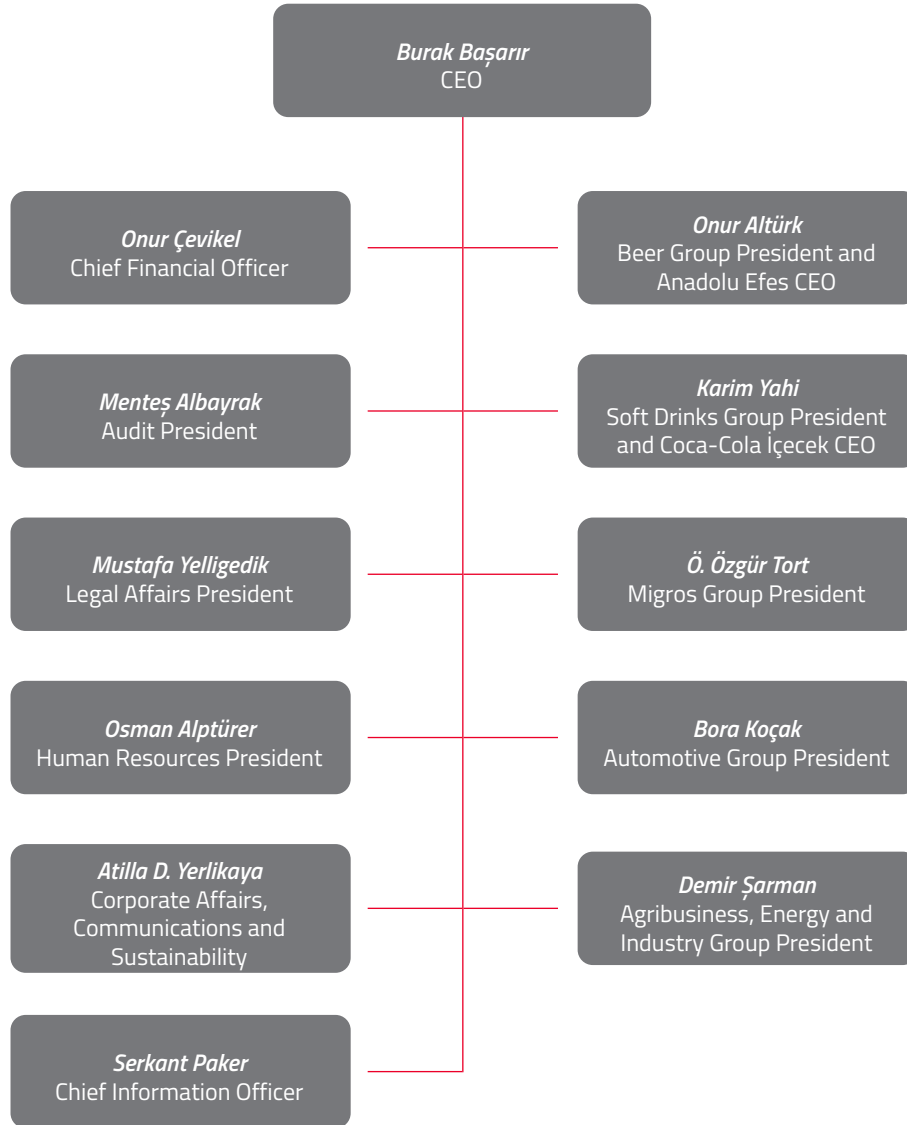 Burak Başarır
CEO
Onur Çevikel
Chief Financial Officer
Onur Altürk
Beer Group President and
Anadolu Efes CEO
Menteş Albayrak
Audit President
Karim Yahi
Soft Drinks Group President
and Coca-Cola İçecek CEO
Mustafa Yelligedik
Legal Affairs President
Ö. Özgür Tort
Migros Group President
Osman Alptürer
Human Resources President
Bora Koçak
Automotive Group President
Atilla D. Yerlikaya
Corporate Affairs,
Communications and
Sustainability
Demir Şarman
Agribusiness, Energy and
Industry Group President
Serkant Paker
Chief Information Officer